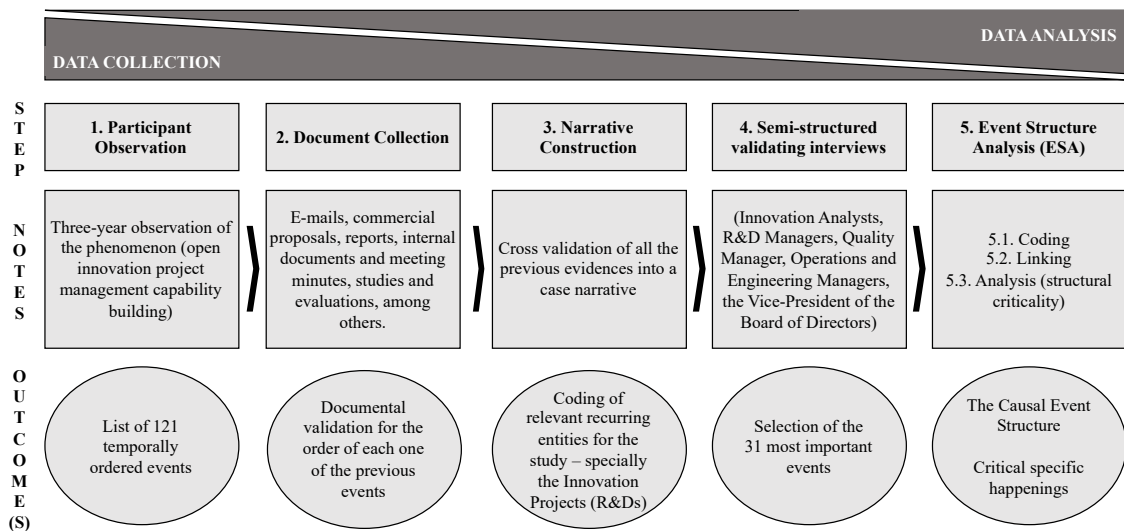 DATA ANALYSIS
DATA COLLECTION
STEP
1. Participant
Observation
2. Document Collection
3. Narrative
Construction
4. Semi-structured
validating interviews
5. Event Structure
Analysis (ESA)
NOTES
Three-year observation
of the phenomenon (open
innovation project
management capability
building)
E-mails, commercial
proposals, reports, internal
documents and meeting
minutes, studies and
evaluations, among
others.
Cross validation of all the
previous evidences into a
case narrative
(Innovation Analysts,
R&D Managers, Quality
Manager, Operations and
Engineering Managers,
the Vice-President of the
Board of Directors)
5.1. Coding
5.2. Linking
5.3. Analysis (structural
criticality)
OUTCOME(S)
List of 121
temporally
ordered events
Documental
validation for the
order of each one
of the previous
events
Coding of
relevant recurring
entities for the
study – specially
the Innovation
Projects (R&Ds)
Selection of the
31 most important
events
The Causal Event
Structure
Critical specific
happenings